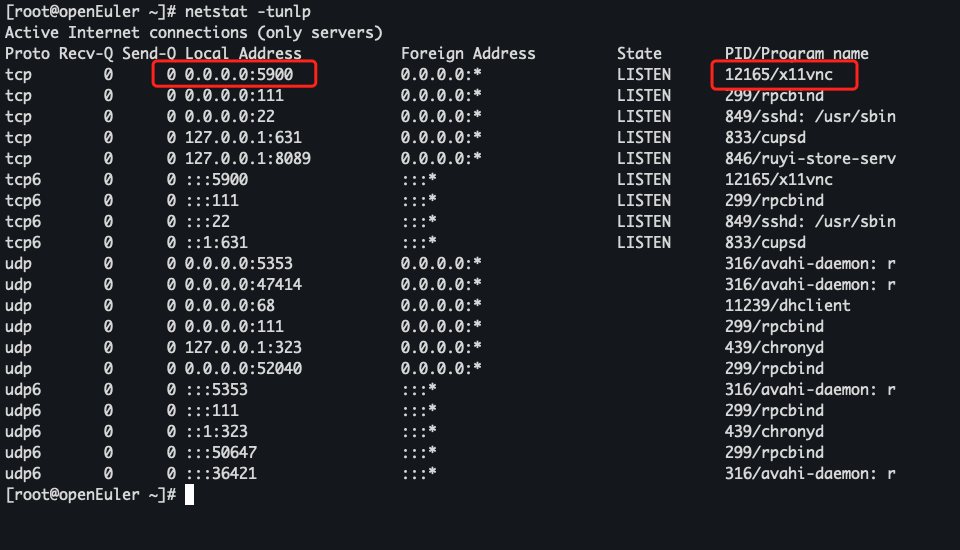 [root@openEuler ~]# netstat -tunlp
Active Internet connections (only servers)
Proto Recv-Q Send-Q Local Address           Foreign Address         State       PID/Program name
tcp        0      0 0.0.0.0:5900            0.0.0.0:*               LISTEN      12165/x11vnc
tcp        0      0 0.0.0.0:111             0.0.0.0:*               LISTEN      299/rpcbind
tcp        0      0 0.0.0.0:22              0.0.0.0:*               LISTEN      849/sshd: /usr/sbin
tcp        0      0 127.0.0.1:631           0.0.0.0:*               LISTEN      833/cupsd
tcp        0      0 127.0.0.1:8089          0.0.0.0:*               LISTEN      846/ruyi-store-serv
tcp6       0      0 :::5900                 :::*                    LISTEN      12165/x11vnc
tcp6       0      0 :::111                  :::*                    LISTEN      299/rpcbind
tcp6       0      0 :::22                   :::*                    LISTEN      849/sshd: /usr/sbin
tcp6       0      0 ::1:631                 :::*                    LISTEN      833/cupsd
udp        0      0 0.0.0.0:5353            0.0.0.0:*                           316/avahi-daemon: r
udp        0      0 0.0.0.0:47414           0.0.0.0:*                           316/avahi-daemon: r
udp        0      0 0.0.0.0:68              0.0.0.0:*                           11239/dhclient
udp        0      0 0.0.0.0:111             0.0.0.0:*                           299/rpcbind
udp        0      0 127.0.0.1:323           0.0.0.0:*                           439/chronyd
udp        0      0 0.0.0.0:52040           0.0.0.0:*                           299/rpcbind
udp6       0      0 :::5353                 :::*                                316/avahi-daemon: r
udp6       0      0 :::111                  :::*                                299/rpcbind
udp6       0      0 ::1:323                 :::*                                439/chronyd
udp6       0      0 :::50647                :::*                                299/rpcbind
udp6       0      0 :::36421                :::*                                316/avahi-daemon: r
[root@openEuler ~]#